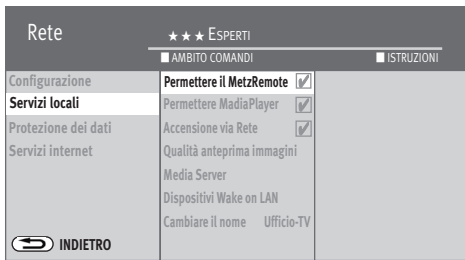 Rete
★★★ ESPERTI
AMBITO COMANDI
ISTRUZIONI
Configurazione
Servizi locali
Protezione dei dati
Servizi internet
Permettere il MetzRemote
Permettere MadiaPlayer
Accensione via Rete
Qualità anteprima immagini
Media Server
Dispositivi Wake on LAN
Cambiare il nome Ufficio-TV
INDIETRO